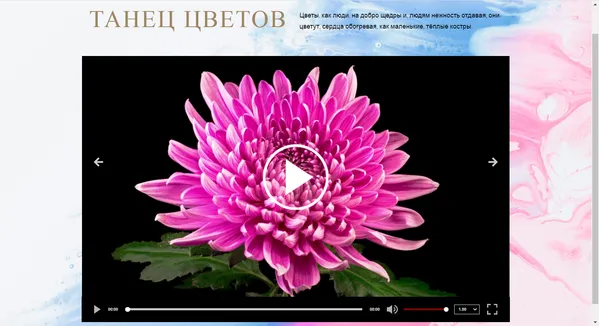 ТАНЕЦ ЦВЕТОВ
Цветы, как люди, на добро щедры и, людям нежность отдавая, они
цветут, сердца обогревая, как маленькие, тёплые костры.
00:00
00:00
1.00